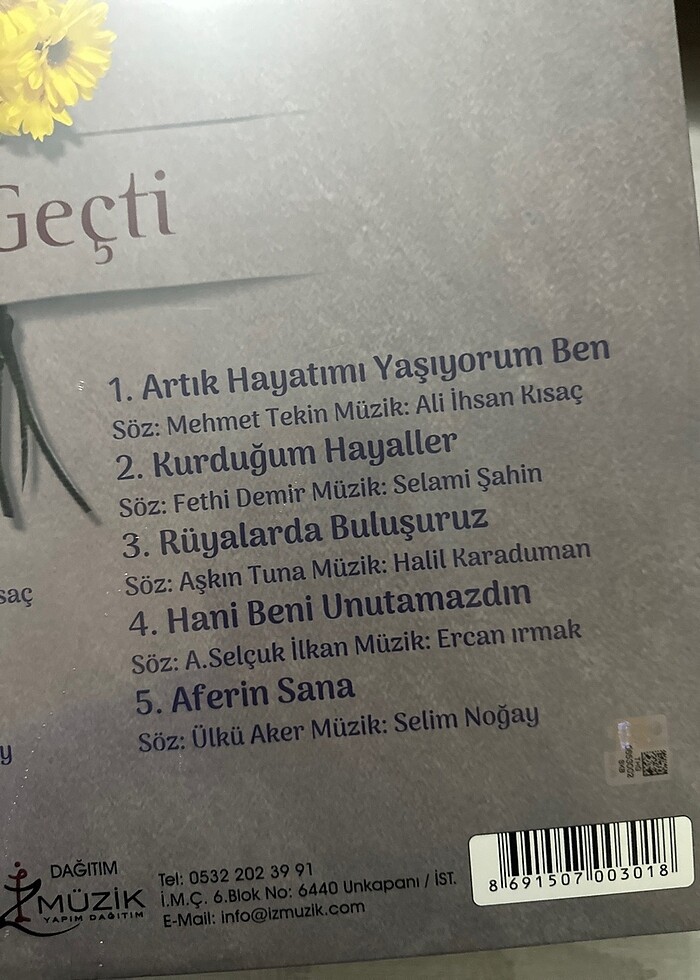 Geçti
1. Artık Hayatımı Yaşıyorum Ben
Söz: Mehmet Tekin Müzik: Ali İhsan Kısaç
2. Kurduğum Hayaller
Söz: Fethi Demir Müzik: Selami Şahin
3. Rüyalarda Buluşuruz
Söz: Aşkın Tuna Müzik: Halil Karaduman
4. Hani Beni Unutamazdın
Söz: A.Selçuk İlkan Müzik: Ercan ırmak
5. Aferin Sana
Söz: Ülkü Aker Müzik: Selim Noğay
saç
y
DAĞITIM
İZ MÜZİK
YAPIM DAĞITIM
Tel: 0532 202 39 91
İ.M.Ç. 6.Blok No: 6440 Unkapanı / İST.
E-Mail: info@izmuzik.com
8 691507 003018